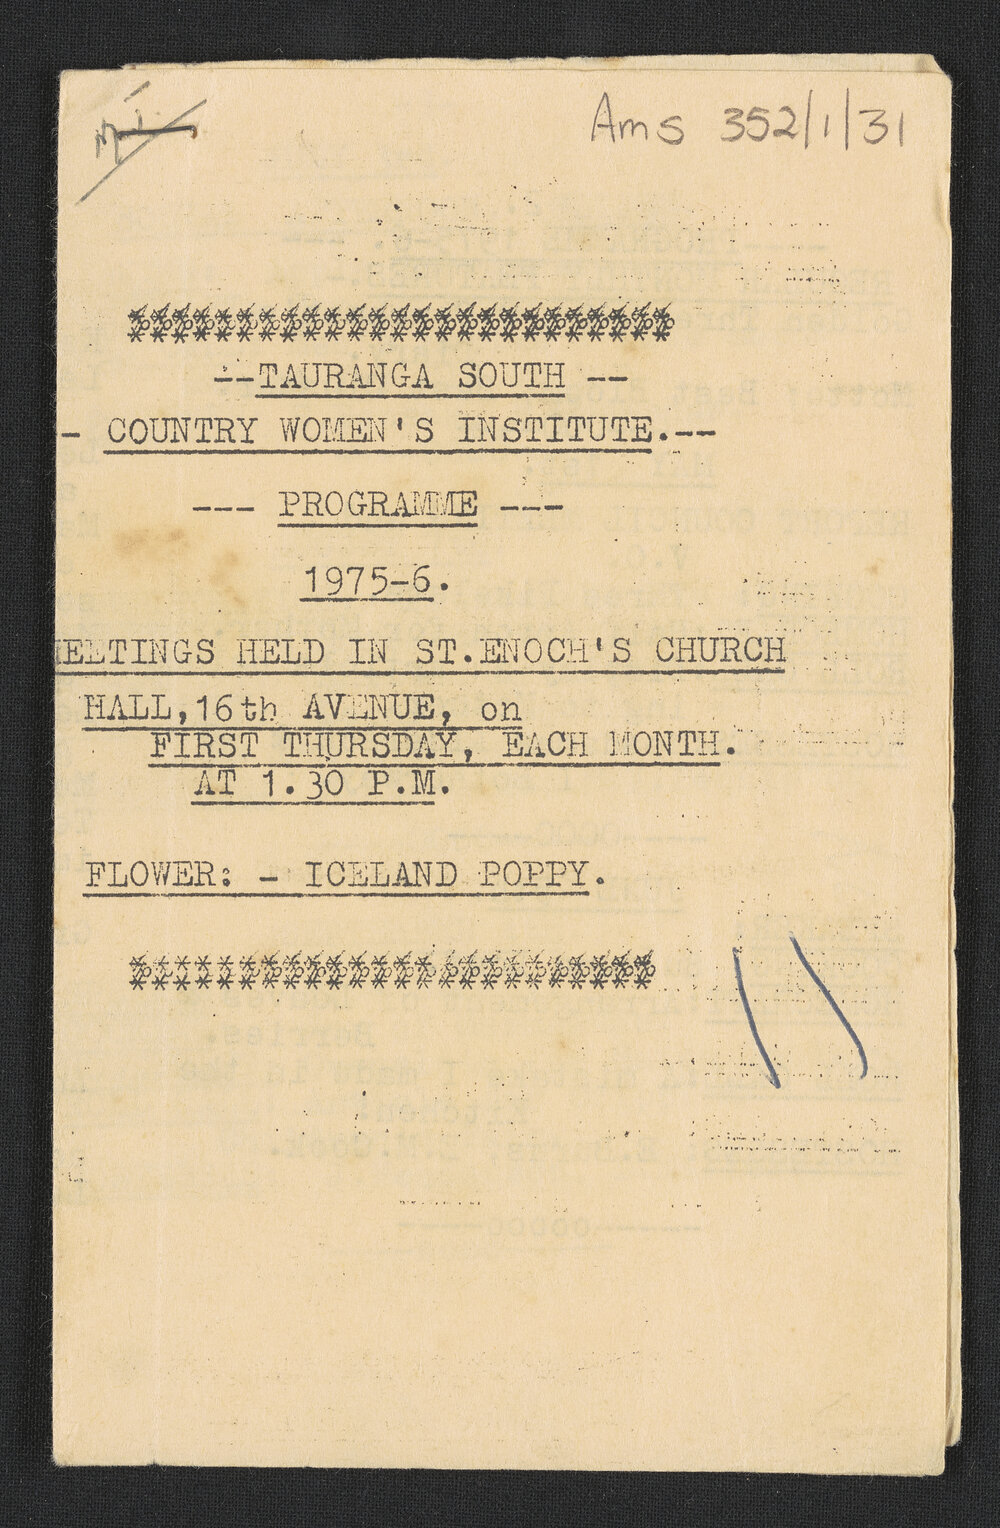 Ams 352/1/31
**************************
--TAURANGA SOUTH --
- COUNTRY WOMEN'S INSTITUTE.--
--- PROGRAMME ---
1975-6.
EETINGS HELD IN ST.ENOCH'S CHURCH
HALL,16th AVENUE, on
FIRST THURSDAY, EACH MONTH.
AT 1.30 P.M.
FLOWER: - ICELAND POPPY.
*************************